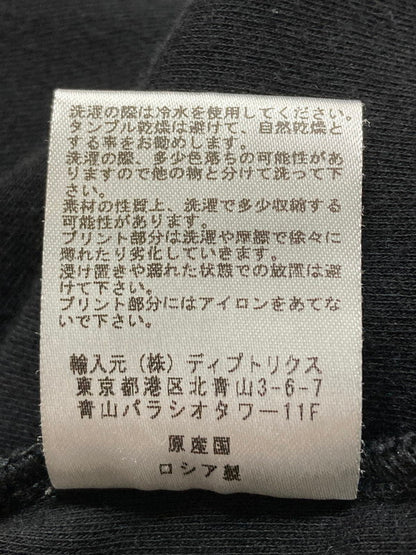 洗濯の際は冷水を使用してください。
タンブル乾燥は避けて、自然乾燥と
する事をお勧めします。
洗濯の際、多少色落ちの可能性があ
りますので他の物と分けて洗って下
さい。
素材の性質上、洗濯で多少収縮する
可能性があります。
プリント部分は洗濯や摩擦で徐々に
擦れたり劣化していきます。
浸け置きや濡れた状態での放置は避
けて下さい。
プリント部分にはアイロンをあてな
いで下さい。
輸入元(株)ディプトリクス
東京都港区北青山3-6-7
青山パラシオタワー11F
原産国
ロシア製